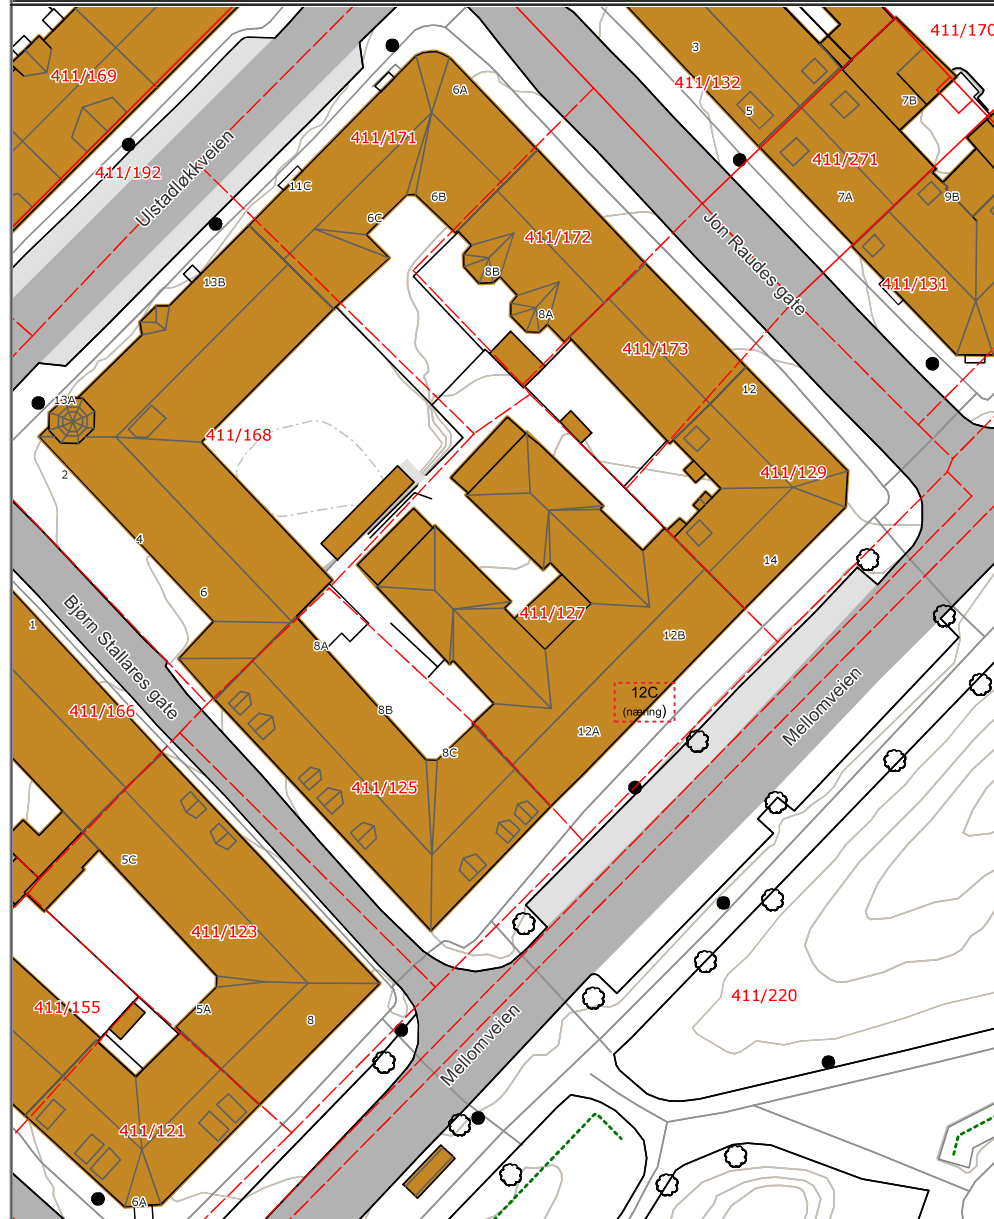 411/170
3
411/169
411/132
6A
7B
5
411/171
411/271
411/192
Ulstadløkkveien
11C
6B
7A
9B
6C
Jon Raudes gate
411/172
8B
13B
411/131
8A
411/173
12
13A
411/168
411/129
2
4
14
6
Bjørn Stallares gate
411/127
1
12B
8A
12C
(næring)
Mellomveien
8B
411/166
12A
8C
411/125
5C
411/123
411/220
411/155
5A
8
Mellomveien
411/121
6A